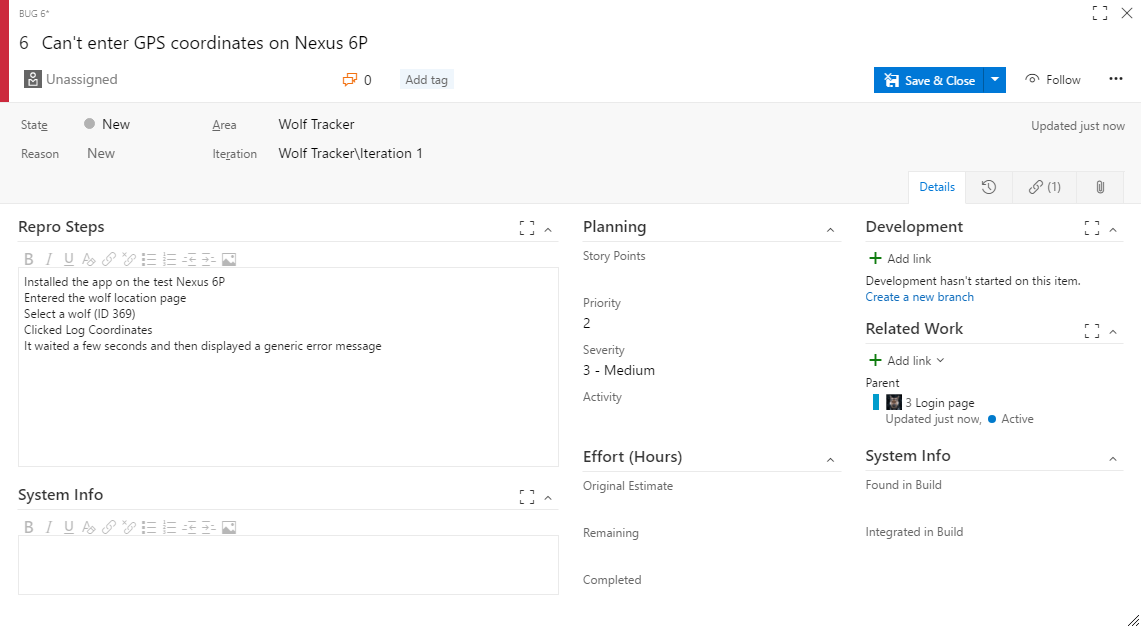 BUG 6*
6 Can't enter GPS coordinates on Nexus 6P
Unassigned
0
Add tag
Save & Close
Follow
State
New
Area
Wolf Tracker
Updated just now
Reason
New
Iteration
Wolf Tracker\Iteration 1
Details
(1)
Repro Steps
B I U A
Installed the app on the test Nexus 6P
Entered the wolf location page
Select a wolf (ID 369)
Clicked Log Coordinates
It waited a few seconds and then displayed a generic error message
System Info
B I U A
Planning
Story Points
Priority
2
Severity
3 - Medium
Activity
Effort (Hours)
Original Estimate
Remaining
Completed
Development
Add link
Development hasn't started on this item.
Create a new branch
Related Work
Add link
Parent
3 Login page
Updated just now, Active
System Info
Found in Build
Integrated in Build